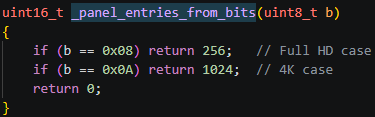 uint16_t _panel_entries_from_bits(uint8_t b)
{
    if (b == 0x08) return 256;   // Full HD case
    if (b == 0x0A) return 1024;  // 4K case
    return 0;
}